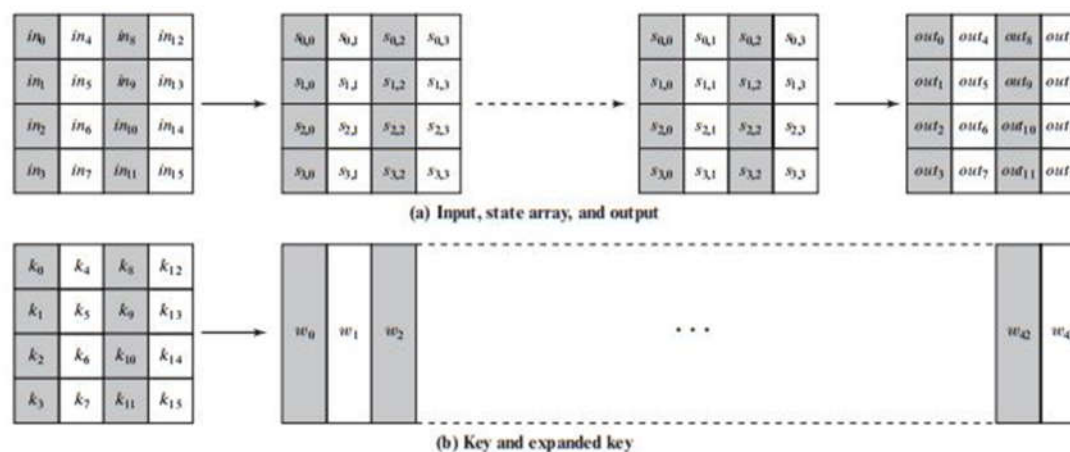 in₀ in₄ in₈ in₁₂ s₀,₀ s₀,₁ s₀,₂ s₀,₃ s₀,₀ s₀,₁ s₀,₂ s₀,₃ out₀ out₄ out₈
in₁ in₅ in₉ in₁₃ s₁,₀ s₁,₁ s₁,₂ s₁,₃ s₁,₀ s₁,₁ s₁,₂ s₁,₃ out₁ out₅ out₉
in₂ in₆ in₁₀ in₁₄ s₂,₀ s₂,₁ s₂,₂ s₂,₃ s₂,₀ s₂,₁ s₂,₂ s₂,₃ out₂ out₆ out₁₀
in₃ in₇ in₁₁ in₁₅ s₃,₀ s₃,₁ s₃,₂ s₃,₃ s₃,₀ s₃,₁ s₃,₂ s₃,₃ out₃ out₇ out₁₁
(a) Input, state array, and output
k₀ k₄ k₈ k₁₂
k₁ k₅ k₉ k₁₃
w₀ w₁ w₂ · · · w₄₂
k₂ k₆ k₁₀ k₁₄
k₃ k₇ k₁₁ k₁₅
(b) Key and expanded key